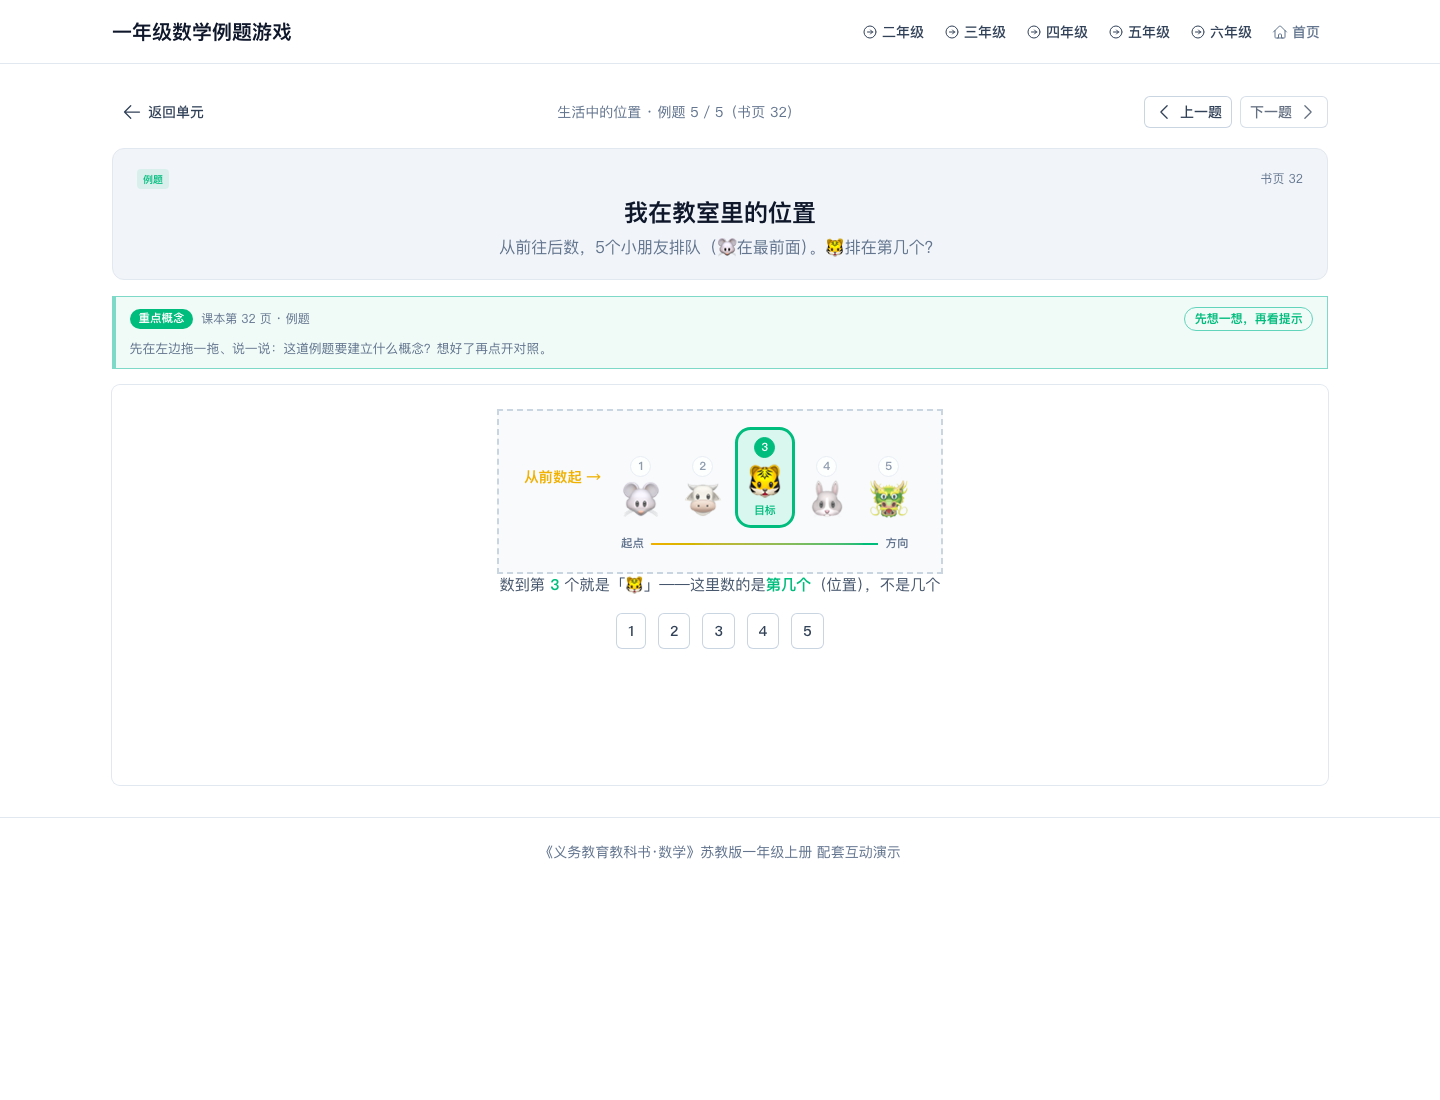 一年级数学例题游戏
二年级 三年级 四年级 五年级 六年级 首页
返回单元
生活中的位置 · 例题 5 / 5（书页 32）
上一题 下一题
例题
书页 32
我在教室里的位置
从前往后数，5个小朋友排队（🐭在最前面）。🐯排在第几个？
重点概念 课本第 32 页 · 例题
先想一想，再看提示
先在左边拖一拖、说一说：这道例题要建立什么概念？想好了再点开对照。
从前数起 →
1 2 3 4 5
目标
起点 方向
数到第 3 个就是「🐯」——这里数的是第几个（位置），不是几个
1 2 3 4 5
《义务教育教科书·数学》苏教版一年级上册 配套互动演示